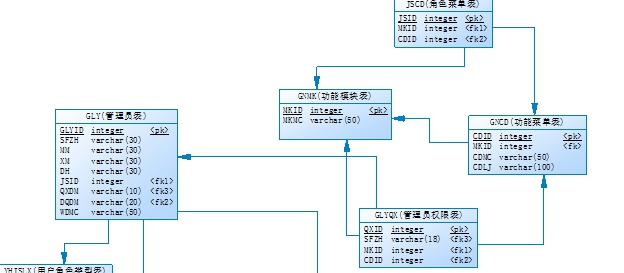 JSCD(角色菜单表)
JSID integer <pk>
MKID integer <fk1>
CDID integer <fk2>
GNMK(功能模块表)
MKID integer <pk>
MKMC varchar(50)
GLY(管理员表)
GLYID integer <pk>
SFZH varchar(30)
MM varchar(30)
XM varchar(30)
DH varchar(30)
JSID integer <fk1>
QXDM varchar(10) <fk3>
DQDM varchar(20) <fk2>
WDMC varchar(50)
GNCD(功能菜单表)
CDID integer <pk>
MKID integer <fk>
CDMC varchar(50)
CDLJ varchar(100)
GLYQX(管理员权限表)
QXID integer <pk>
SFZH varchar(18) <fk3>
MKID integer <fk1>
CDID integer <fk2>
YHJSLX(用户角色类型表)